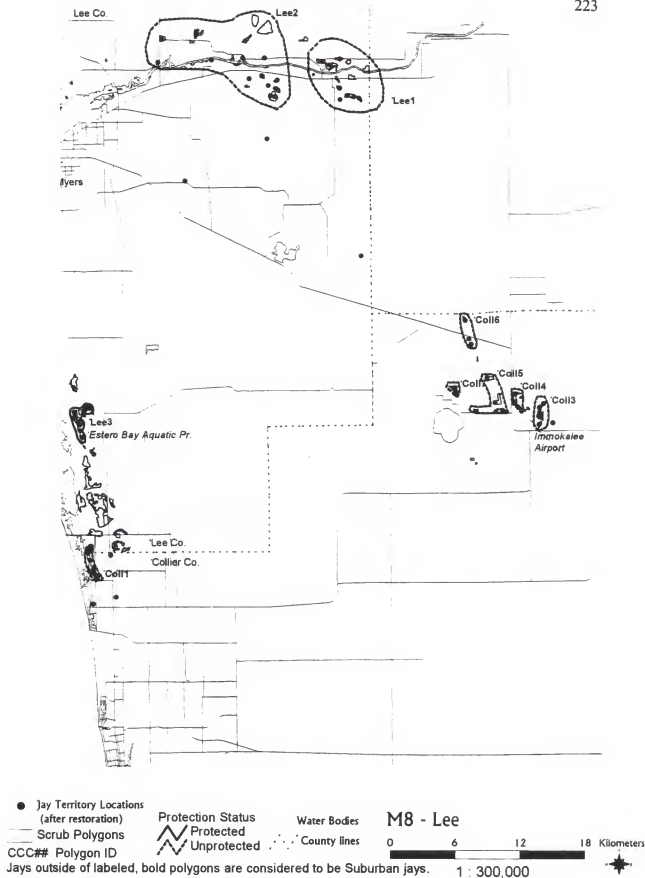 223
Lee Co.
Lee2
Lee1
Myers
Coll6
Coll5
Coll
Coll4
Coll3
Lee3
Estero Bay Aquatic Pr.
Immokalee
Airport
Lee Co.
Collier Co.
Coll1
Jay Territory Locations
(after restoration)
Scrub Polygons
CCC## Polygon ID
Protection Status
Protected
Unprotected
Water Bodies
County lines
M8 - Lee
0 6 12 18 Kilometers
1 : 300,000
Jays outside of labeled, bold polygons are considered to be Suburban jays.